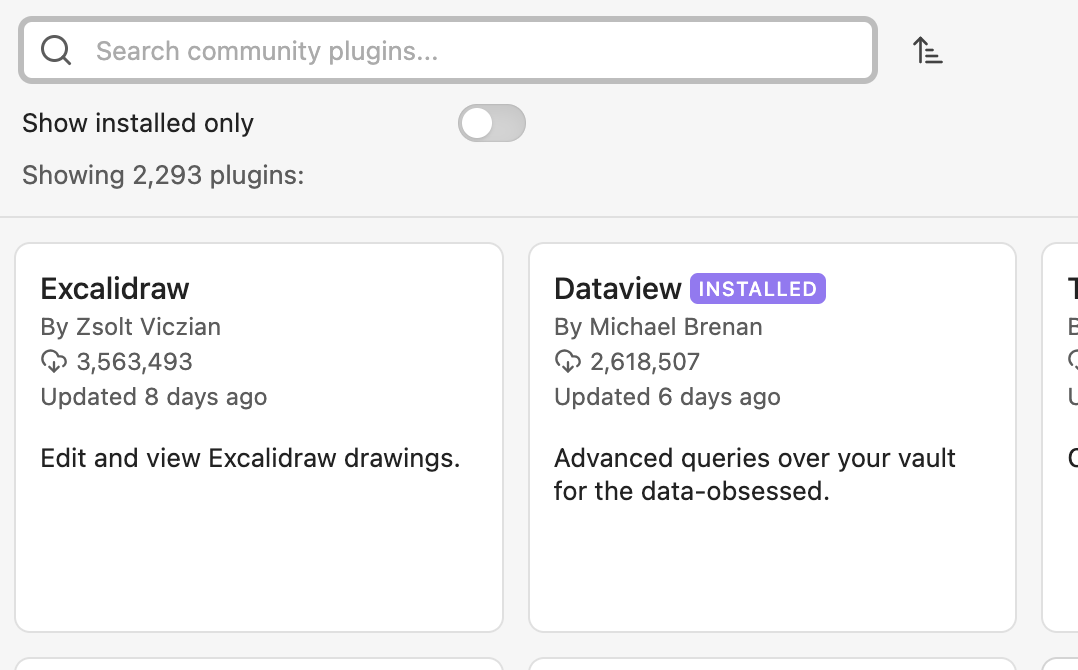 Search community plugins...
Show installed only
Showing 2,293 plugins:
Excalidraw
By Zsolt Viczian
3,563,493
Updated 8 days ago
Edit and view Excalidraw drawings.
Dataview INSTALLED
By Michael Brenan
2,618,507
Updated 6 days ago
Advanced queries over your vault
for the data-obsessed.